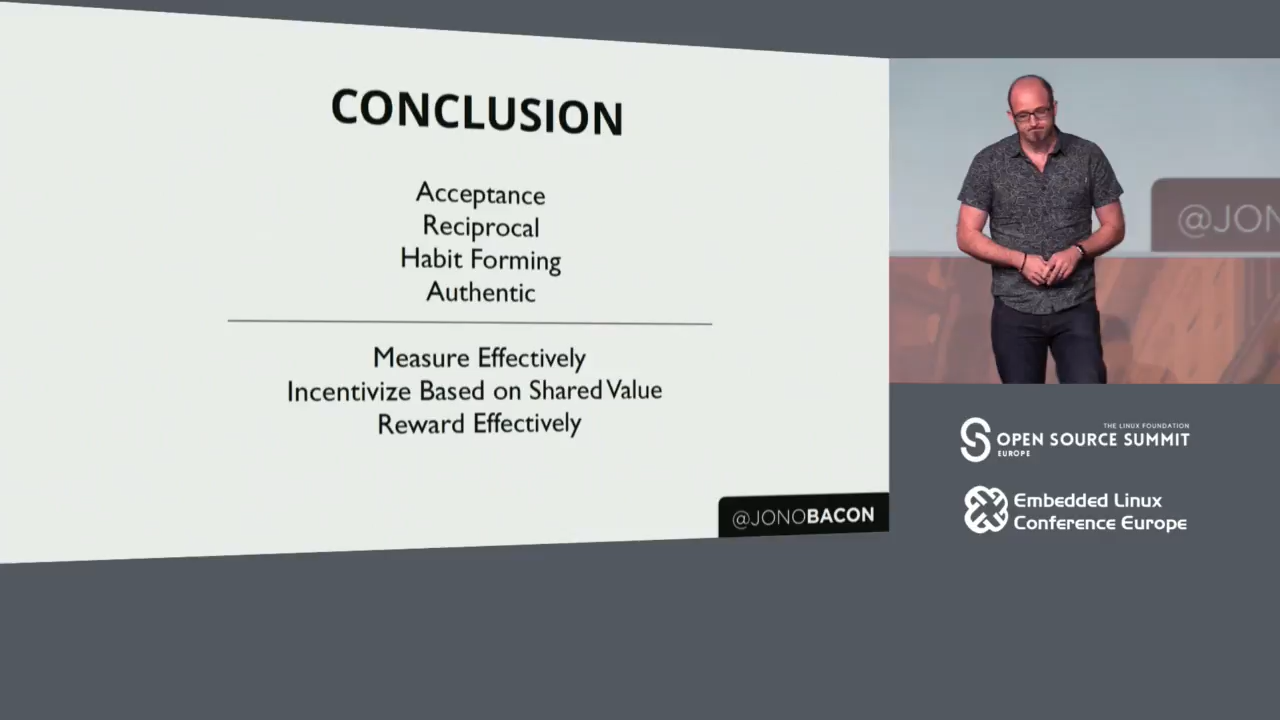 CONCLUSION
Acceptance
Reciprocal
Habit Forming
Authentic
Measure Effectively
Incentivize Based on Shared Value
Reward Effectively
@JONOBACON
@JON
THE LINUX FOUNDATION
OPEN SOURCE SUMMIT
EUROPE
Embedded Linux
Conference Europe